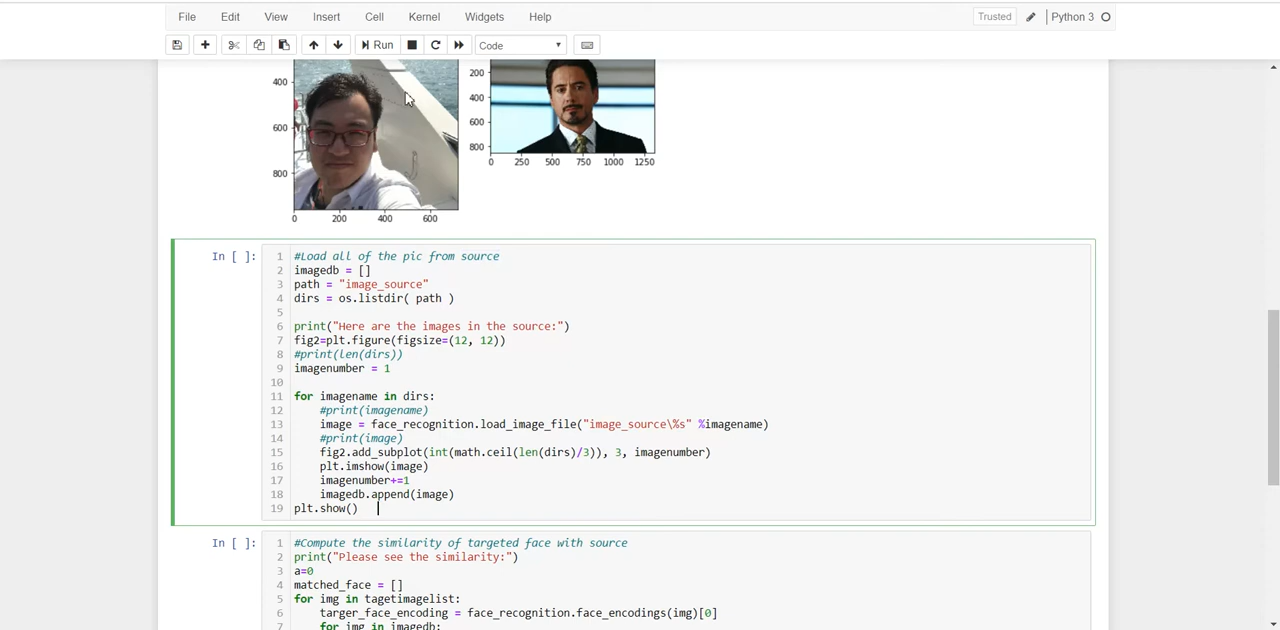 File Edit View Insert Cell Kernel Widgets Help Trusted Python 3
Run Code
400
600
800
0 200 400 600
200
400
600
800
0 250 500 750 1000 1250
In [ ]:
1 #Load all of the pic from source
2 imagedb = []
3 path = "image_source"
4 dirs = os.listdir( path )
5
6 print("Here are the images in the source:")
7 fig2=plt.figure(figsize=(12, 12))
8 #print(len(dirs))
9 imagenumber = 1
10
11 for imagename in dirs:
12 #print(imagename)
13 image = face_recognition.load_image_file("image_source\%s" %imagename)
14 #print(image)
15 fig2.add_subplot(int(math.ceil(len(dirs)/3)), 3, imagenumber)
16 plt.imshow(image)
17 imagenumber+=1
18 imagedb.append(image)
19 plt.show()
In [ ]:
1 #Compute the similarity of targeted face with source
2 print("Please see the similarity:")
3 a=0
4 matched_face = []
5 for img in tagetimagelist:
6 targer_face_encoding = face_recognition.face_encodings(img)[0]
7 for img in imagedb: